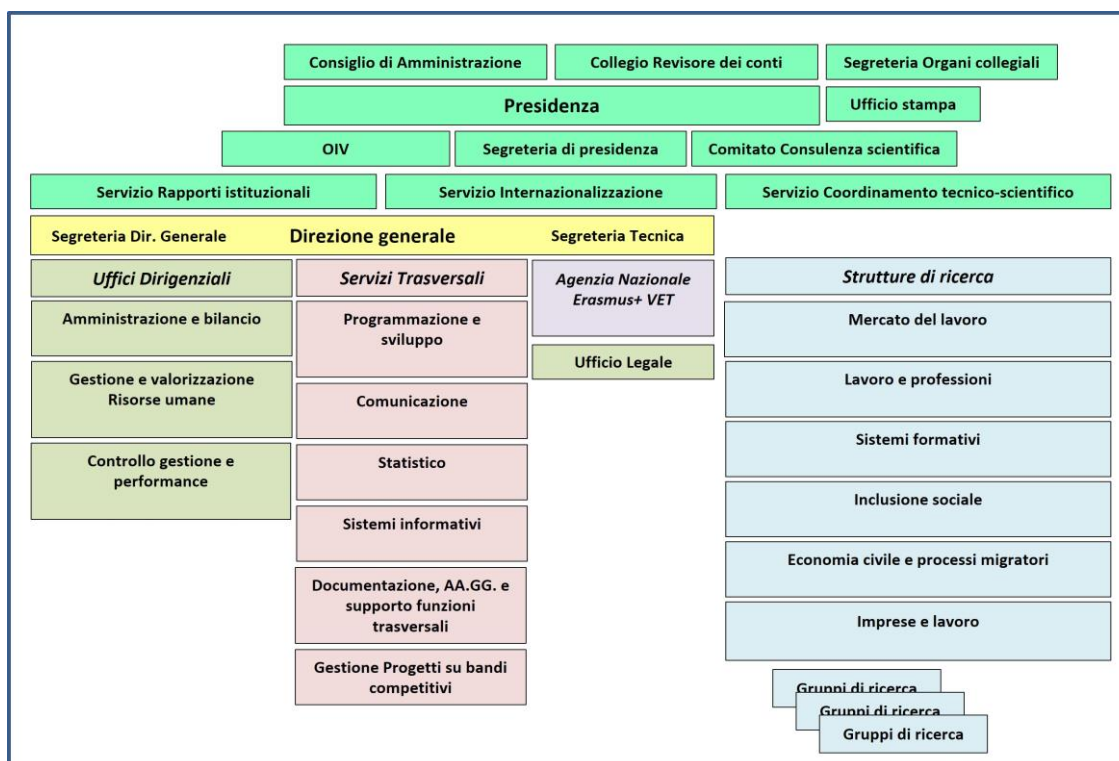 Consiglio di Amministrazione
Collegio Revisore dei conti
Segreteria Organi collegiali
Presidenza
Ufficio stampa
OIV
Segreteria di presidenza
Comitato Consulenza scientifica
Servizio Rapporti istituzionali
Servizio Internazionalizzazione
Servizio Coordinamento tecnico-scientifico
Segreteria Dir. Generale
Direzione generale
Segreteria Tecnica
Uffici Dirigenziali
Amministrazione e bilancio
Gestione e valorizzazione
Risorse umane
Controllo gestione e
performance
Servizi Trasversali
Programmazione e
sviluppo
Comunicazione
Statistico
Sistemi informativi
Documentazione, AA.GG. e
supporto funzioni
trasversali
Gestione Progetti su bandi
competitivi
Agenzia Nazionale
Erasmus+ VET
Ufficio Legale
Strutture di ricerca
Mercato del lavoro
Lavoro e professioni
Sistemi formativi
Inclusione sociale
Economia civile e processi migratori
Imprese e lavoro
Gruppi di ricerca
Gruppi di ricerca
Gruppi di ricerca